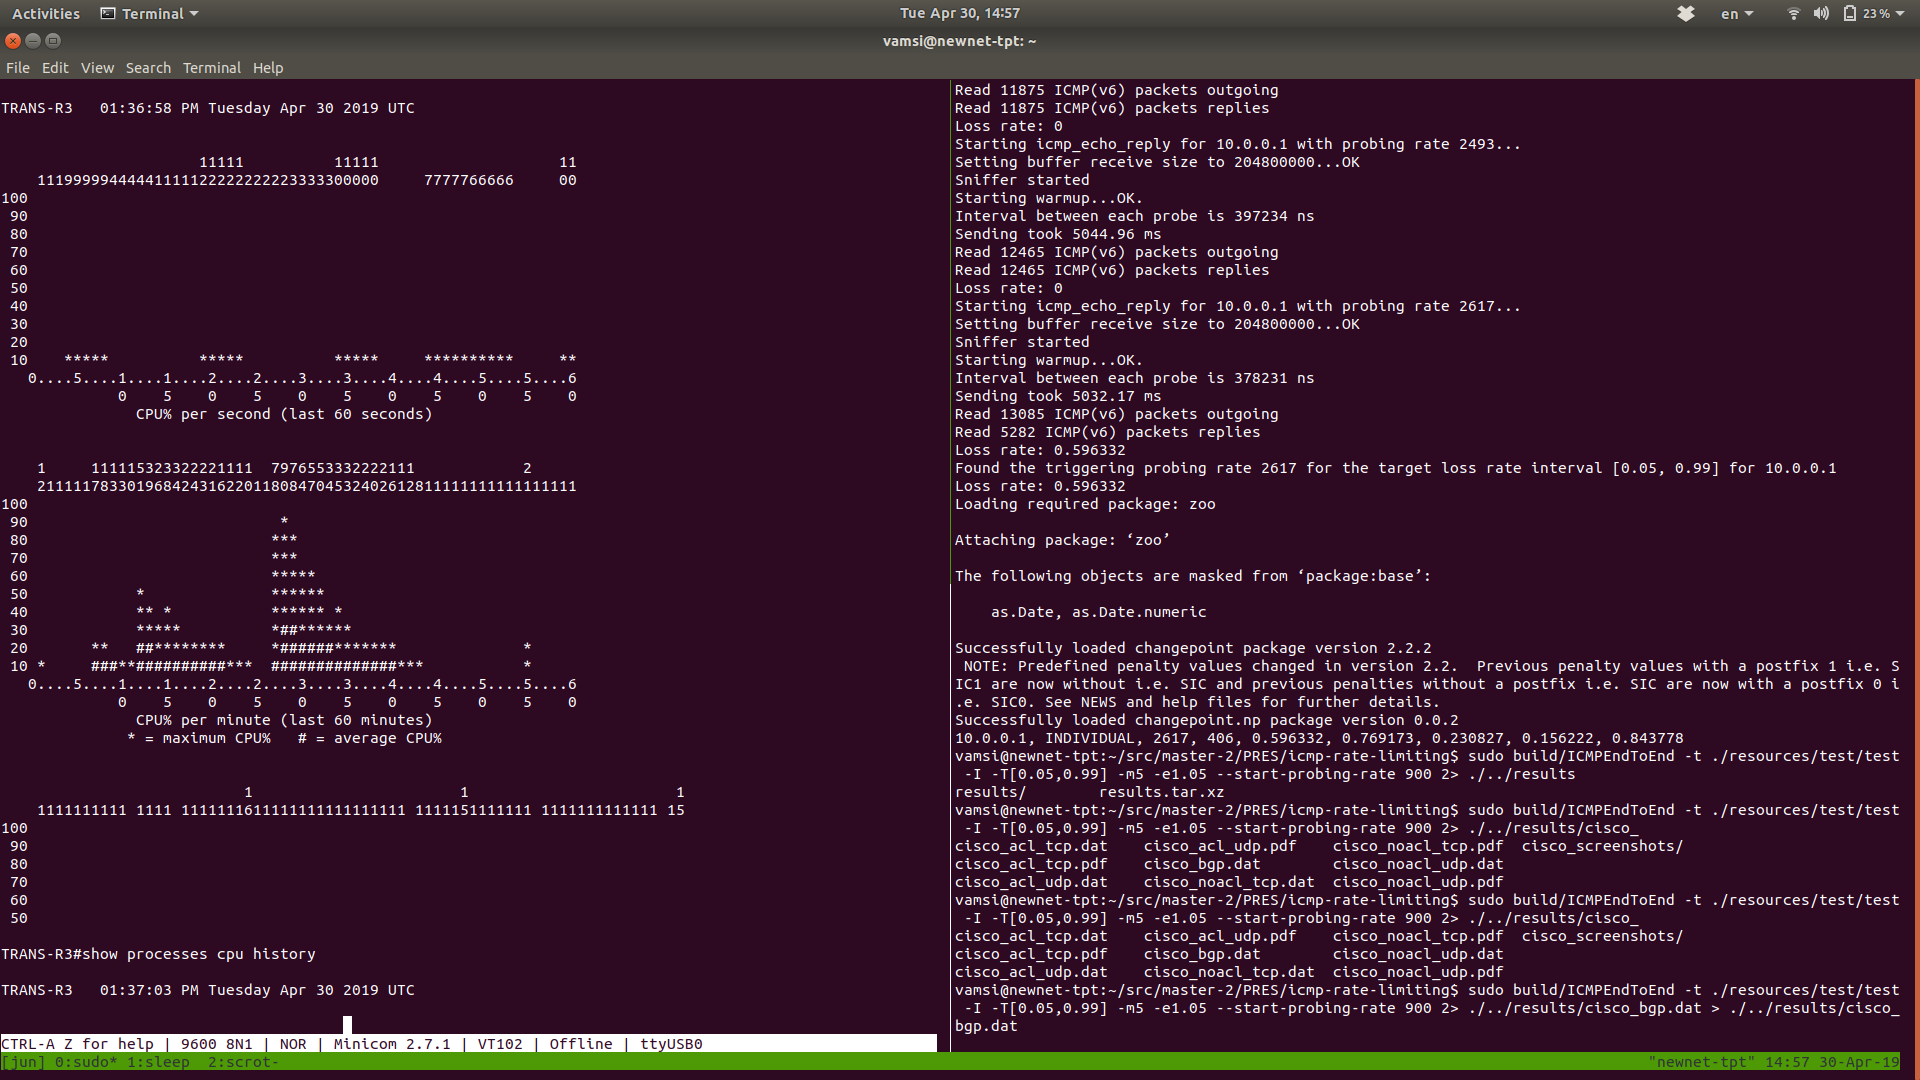 Activities Terminal Tue Apr 30, 14:57 en 23 %
vamsi@newnet-tpt: ~
File Edit View Search Terminal Help
TRANS-R3   01:36:58 PM Tuesday Apr 30 2019 UTC
                      11111          11111                    11
    11199999444441111122222222223333300000     7777766666     00
100
 90
 80
 70
 60
 50
 40
 30
 20
 10    *****          *****          *****     **********     **
   0....5....1....1....2....2....3....3....4....4....5....5....6
             0    5    0    5    0    5    0    5    0    5    0
               CPU% per second (last 60 seconds)
    1     111115323322221111  7976553332222111            2
    211111783301968424316220118084704532402612811111111111111111
100
 90                            *
 80                           ***
 70                           ***
 60                           *****
 50            *              ******
 40            ** *           ****** *
 30            *****          *##******
 20       **   ##********     *######*******              *
 10 *     ###**##########***  ##############***           *
   0....5....1....1....2....2....3....3....4....4....5....5....6
             0    5    0    5    0    5    0    5    0    5    0
               CPU% per minute (last 60 minutes)
              * = maximum CPU%   # = average CPU%
                           1                       1                       1
    1111111111 1111 1111111611111111111111111 1111151111111 1111111111111 15
100
 90
 80
 70
 60
 50
TRANS-R3#show processes cpu history
TRANS-R3   01:37:03 PM Tuesday Apr 30 2019 UTC
CTRL-A Z for help | 9600 8N1 | NOR | Minicom 2.7.1 | VT102 | Offline | ttyUSB0
Read 11875 ICMP(v6) packets outgoing
Read 11875 ICMP(v6) packets replies
Loss rate: 0
Starting icmp_echo_reply for 10.0.0.1 with probing rate 2493...
Setting buffer receive size to 204800000...OK
Sniffer started
Starting warmup...OK.
Interval between each probe is 397234 ns
Sending took 5044.96 ms
Read 12465 ICMP(v6) packets outgoing
Read 12465 ICMP(v6) packets replies
Loss rate: 0
Starting icmp_echo_reply for 10.0.0.1 with probing rate 2617...
Setting buffer receive size to 204800000...OK
Sniffer started
Starting warmup...OK.
Interval between each probe is 378231 ns
Sending took 5032.17 ms
Read 13085 ICMP(v6) packets outgoing
Read 5282 ICMP(v6) packets replies
Loss rate: 0.596332
Found the triggering probing rate 2617 for the target loss rate interval [0.05, 0.99] for 10.0.0.1
Loss rate: 0.596332
Loading required package: zoo
Attaching package: ‘zoo’
The following objects are masked from ‘package:base’:
    as.Date, as.Date.numeric
Successfully loaded changepoint package version 2.2.2
 NOTE: Predefined penalty values changed in version 2.2.  Previous penalty values with a postfix 1 i.e. S
IC1 are now without i.e. SIC and previous penalties without a postfix i.e. SIC are now with a postfix 0 i
.e. SIC0. See NEWS and help files for further details.
Successfully loaded changepoint.np package version 0.0.2
10.0.0.1, INDIVIDUAL, 2617, 406, 0.596332, 0.769173, 0.230827, 0.156222, 0.843778
vamsi@newnet-tpt:~/src/master-2/PRES/icmp-rate-limiting$ sudo build/ICMPEndToEnd -t ./resources/test/test
 -I -T[0.05,0.99] -m5 -e1.05 --start-probing-rate 900 2> ./../results
results/        results.tar.xz
vamsi@newnet-tpt:~/src/master-2/PRES/icmp-rate-limiting$ sudo build/ICMPEndToEnd -t ./resources/test/test
 -I -T[0.05,0.99] -m5 -e1.05 --start-probing-rate 900 2> ./../results/cisco_
cisco_acl_tcp.dat    cisco_acl_udp.pdf    cisco_noacl_tcp.pdf  cisco_screenshots/
cisco_acl_tcp.pdf    cisco_bgp.dat        cisco_noacl_udp.dat
cisco_acl_udp.dat    cisco_noacl_tcp.dat  cisco_noacl_udp.pdf
vamsi@newnet-tpt:~/src/master-2/PRES/icmp-rate-limiting$ sudo build/ICMPEndToEnd -t ./resources/test/test
 -I -T[0.05,0.99] -m5 -e1.05 --start-probing-rate 900 2> ./../results/cisco_
cisco_acl_tcp.dat    cisco_acl_udp.pdf    cisco_noacl_tcp.pdf  cisco_screenshots/
cisco_acl_tcp.pdf    cisco_bgp.dat        cisco_noacl_udp.dat
cisco_acl_udp.dat    cisco_noacl_tcp.dat  cisco_noacl_udp.pdf
vamsi@newnet-tpt:~/src/master-2/PRES/icmp-rate-limiting$ sudo build/ICMPEndToEnd -t ./resources/test/test
 -I -T[0.05,0.99] -m5 -e1.05 --start-probing-rate 900 2> ./../results/cisco_bgp.dat > ./../results/cisco_
bgp.dat
[jun] 0:sudo* 1:sleep  2:scrot- "newnet-tpt" 14:57 30-Apr-19